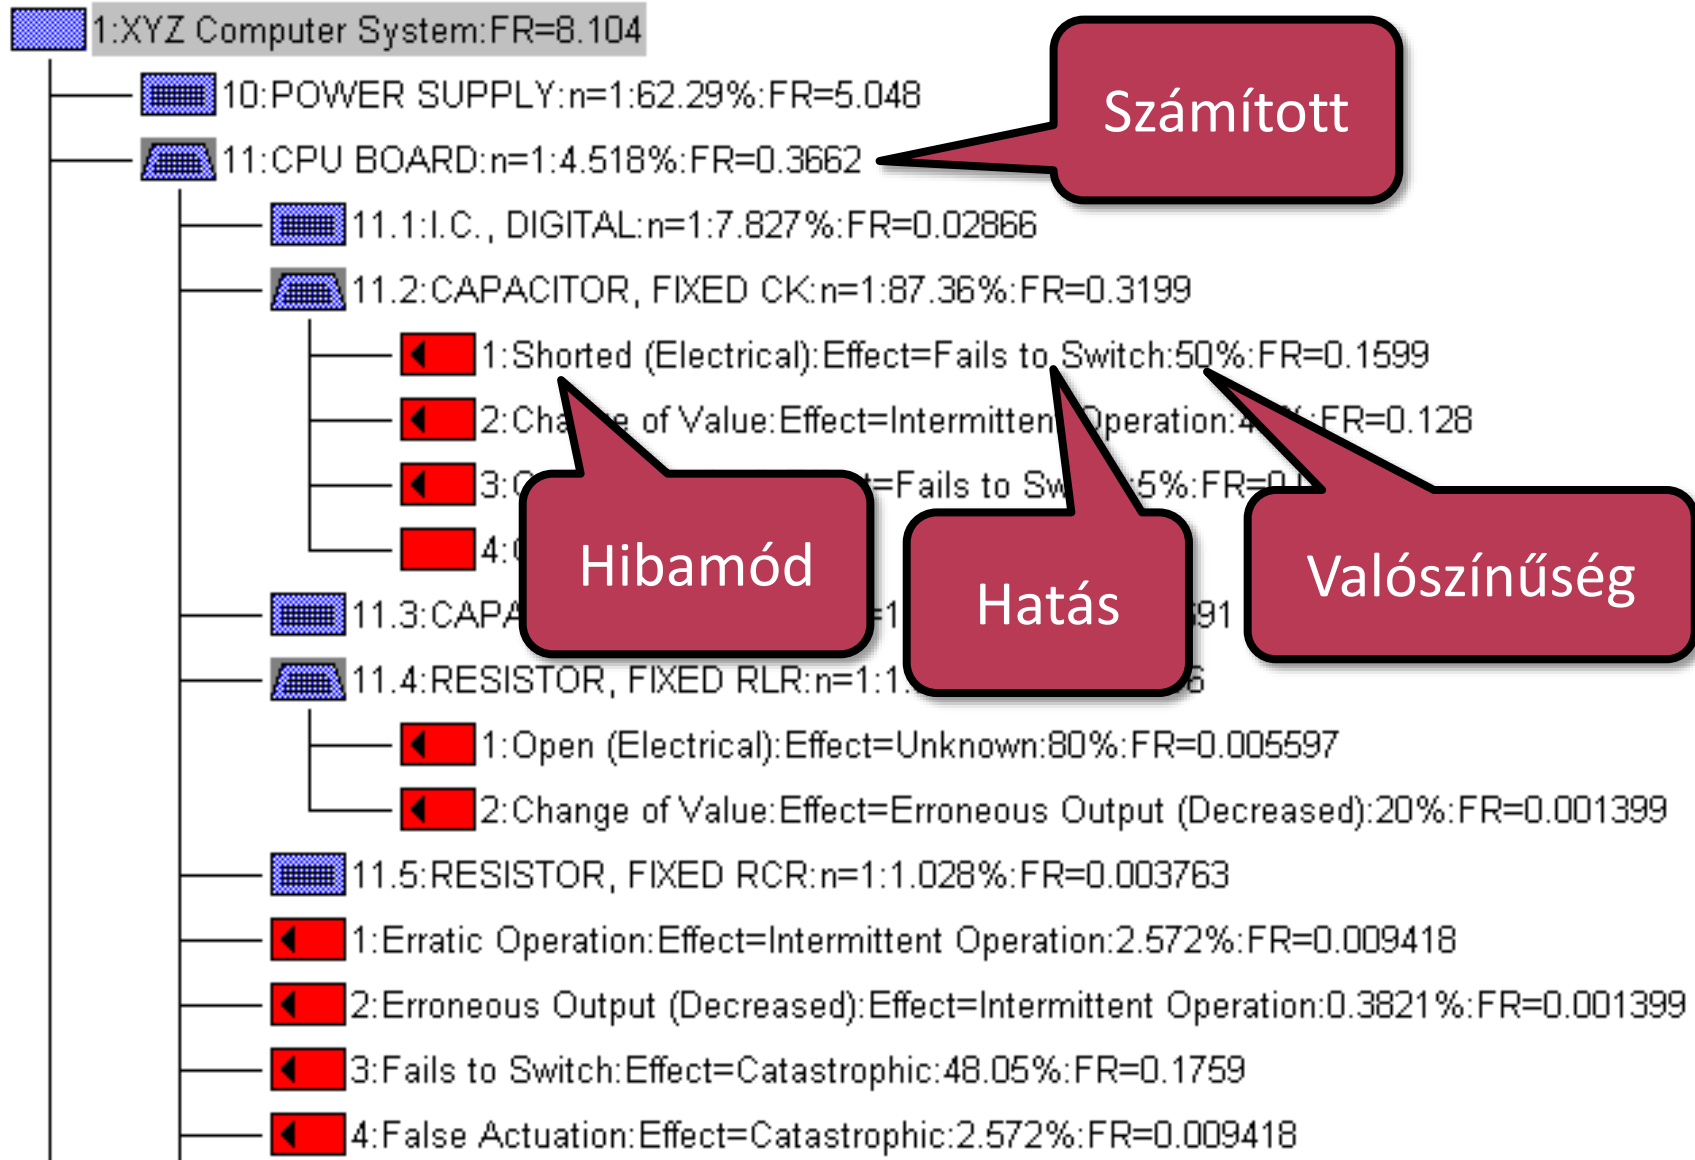 1:XYZ Computer System:FR=8.104
10:POWER SUPPLY:n=1:62.29%:FR=5.048
Számított
11:CPU BOARD:n=1:4.518%:FR=0.3662
11.1:I.C., DIGITAL:n=1:7.827%:FR=0.02866
11.2:CAPACITOR, FIXED CK:n=1:87.36%:FR=0.3199
1:Shorted (Electrical):Effect=Fails to Switch:50%:FR=0.1599
2:Change of Value:Effect=Intermittent Operation:4 %:FR=0.128
3: =Fails to Sw :5%:FR=0.
4:
Hibamód
Hatás
Valószínűség
11.3:CAPA =1 91
11.4:RESISTOR, FIXED RLR:n=1:1. 6
1:Open (Electrical):Effect=Unknown:80%:FR=0.005597
2:Change of Value:Effect=Erroneous Output (Decreased):20%:FR=0.001399
11.5:RESISTOR, FIXED RCR:n=1:1.028%:FR=0.003763
1:Erratic Operation:Effect=Intermittent Operation:2.572%:FR=0.009418
2:Erroneous Output (Decreased):Effect=Intermittent Operation:0.3821%:FR=0.001399
3:Fails to Switch:Effect=Catastrophic:48.05%:FR=0.1759
4:False Actuation:Effect=Catastrophic:2.572%:FR=0.009418